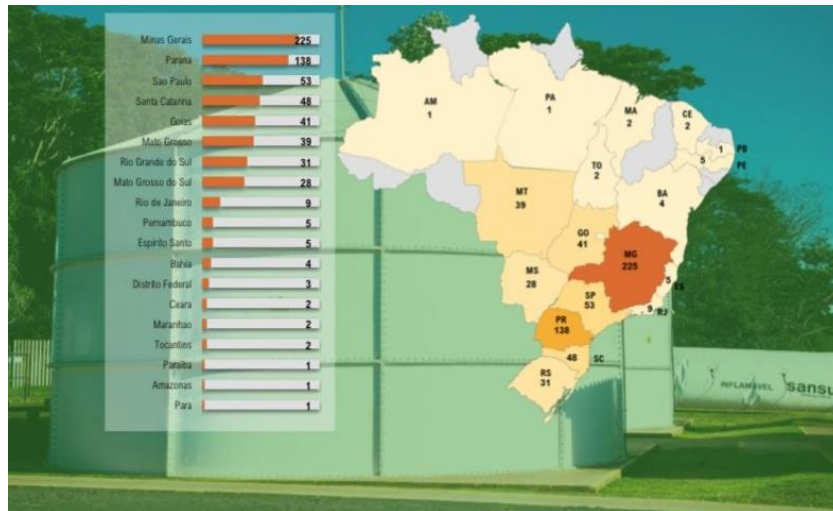 Minas Gerais 225
Parana 138
Sao Paulo 53
Santa Catarina 48
Goias 41
Mato Grosso 39
Rio Grande do Sul 31
Mato Grosso do Sul 28
Rio de Janeiro 9
Pernambuco 5
Espirito Santo 5
Bahia 4
Distrito Federal 3
Ceara 2
Maranhao 2
Tocantins 2
Paraiba 1
Amazonas 1
Para 1
AM
1
PA
1
MA
2
CE
2
1 PB
5 PE
TO
2
BA
4
MT
39
GO
41
MG
225
MS
28
5 ES
SP
53
9 RJ
PR
138
48 SC
RS
31
INFLAMÁVEL
sansu